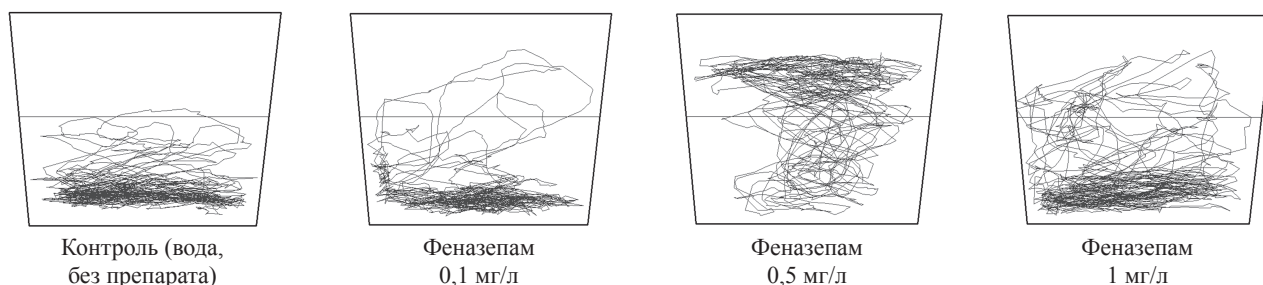 Контроль (вода,
без препарата)
Феназепам
0,1 мг/л
Феназепам
0,5 мг/л
Феназепам
1 мг/л